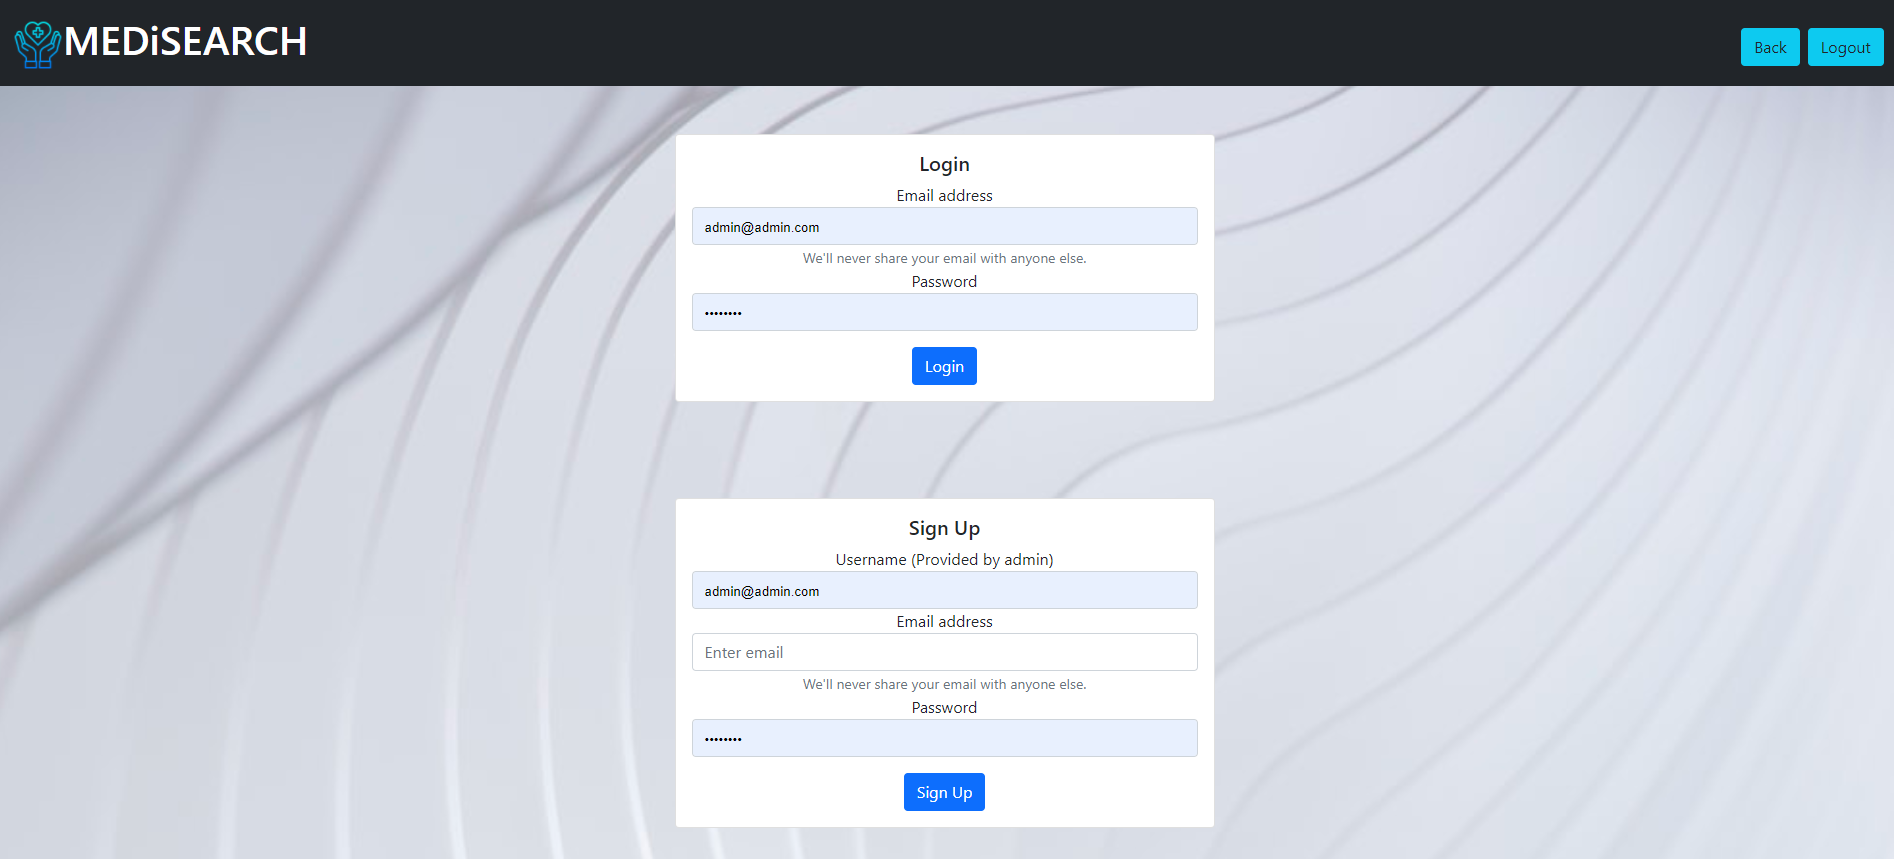 MEDiSEARCH
Back Logout
Login
Email address
admin@admin.com
We'll never share your email with anyone else.
Password
••••••••
Login
Sign Up
Username (Provided by admin)
admin@admin.com
Email address
Enter email
We'll never share your email with anyone else.
Password
••••••••
Sign Up